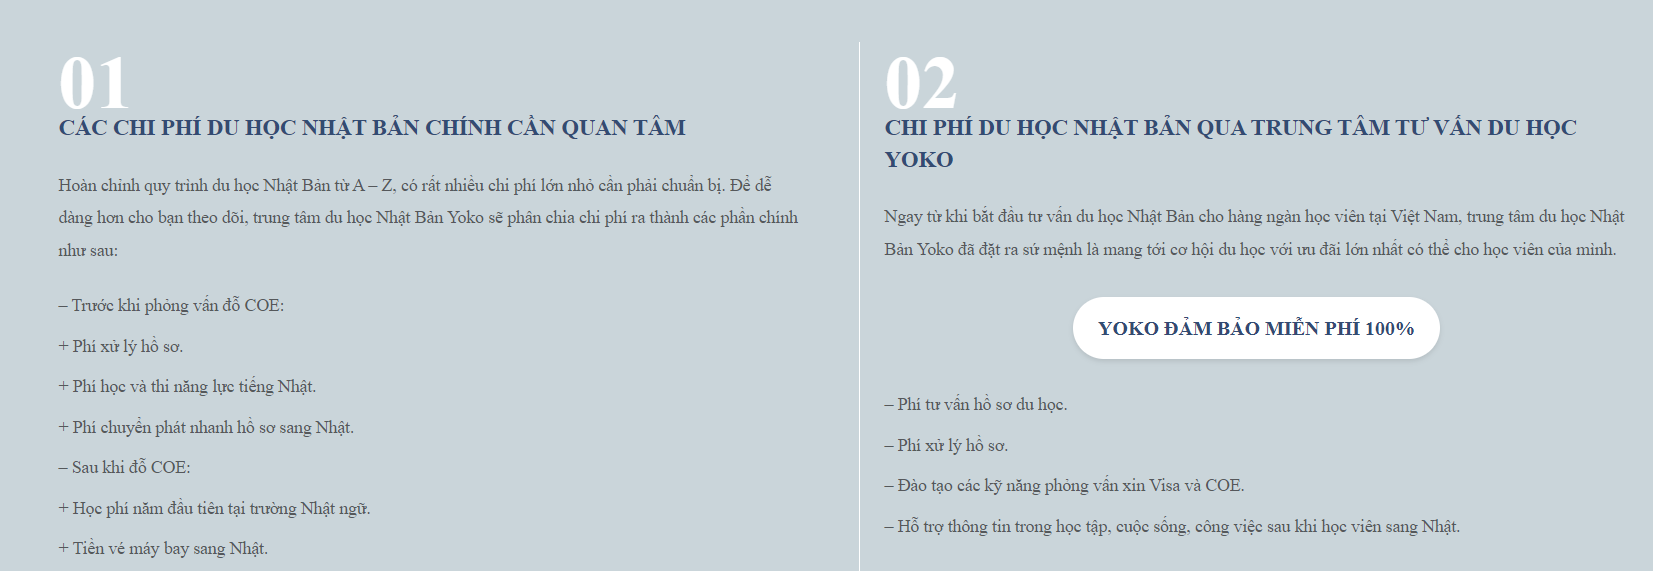 01
CÁC CHI PHÍ DU HỌC NHẬT BẢN CHÍNH CẦN QUAN TÂM
Hoàn chỉnh quy trình du học Nhật Bản từ A – Z, có rất nhiều chi phí lớn nhỏ cần phải chuẩn bị. Để dễ
dàng hơn cho bạn theo dõi, trung tâm du học Nhật Bản Yoko sẽ phân chia chi phí ra thành các phần chính
như sau:
– Trước khi phỏng vấn đỗ COE:
+ Phí xử lý hồ sơ.
+ Phí học và thi năng lực tiếng Nhật.
+ Phí chuyển phát nhanh hồ sơ sang Nhật.
– Sau khi đỗ COE:
+ Học phí năm đầu tiên tại trường Nhật ngữ.
+ Tiền vé máy bay sang Nhật.
02
CHI PHÍ DU HỌC NHẬT BẢN QUA TRUNG TÂM TƯ VẤN DU HỌC
YOKO
Ngay từ khi bắt đầu tư vấn du học Nhật Bản cho hàng ngàn học viên tại Việt Nam, trung tâm du học Nhật
Bản Yoko đã đặt ra sứ mệnh là mang tới cơ hội du học với ưu đãi lớn nhất có thể cho học viên của mình.
YOKO ĐẢM BẢO MIỄN PHÍ 100%
– Phí tư vấn hồ sơ du học.
– Phí xử lý hồ sơ.
– Đào tạo các kỹ năng phỏng vấn xin Visa và COE.
– Hỗ trợ thông tin trong học tập, cuộc sống, công việc sau khi học viên sang Nhật.